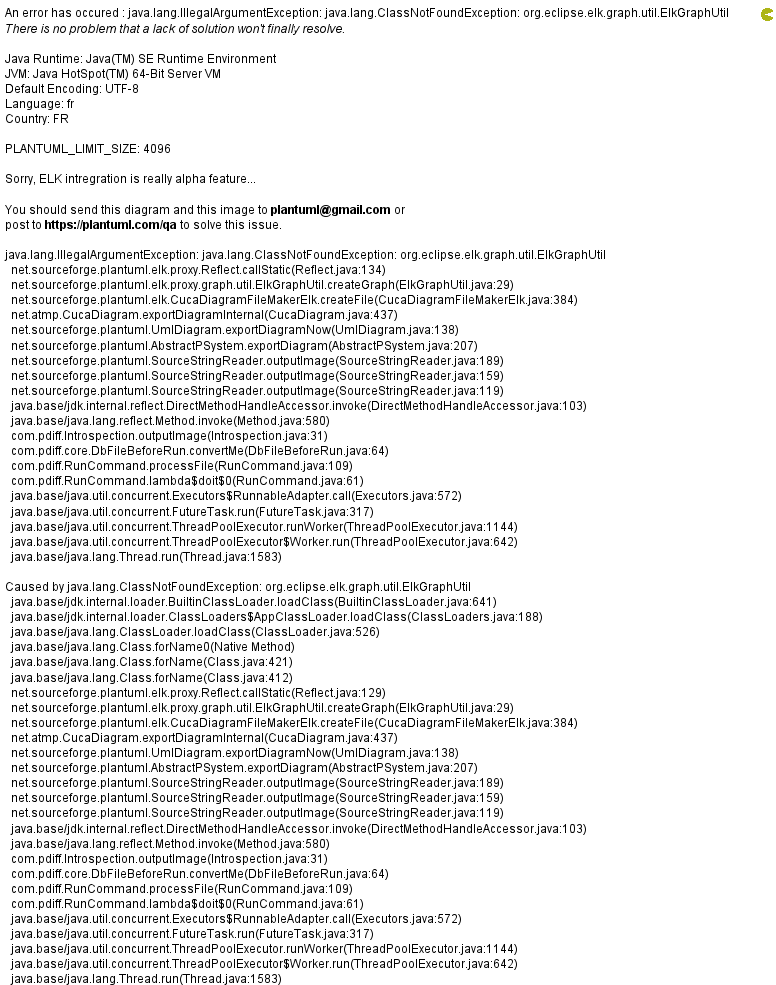 An error has occured : java.lang.IllegalArgumentException: java.lang.ClassNotFoundException: org.eclipse.elk.graph.util.ElkGraphUtil
There is no problem that a lack of solution won't finally resolve.
Java Runtime: Java(TM) SE Runtime Environment
JVM: Java HotSpot(TM) 64-Bit Server VM
Default Encoding: UTF-8
Language: fr
Country: FR
PLANTUML_LIMIT_SIZE: 4096
Sorry, ELK intregration is really alpha feature...
You should send this diagram and this image to plantuml@gmail.com or
post to https://plantuml.com/qa to solve this issue.
java.lang.IllegalArgumentException: java.lang.ClassNotFoundException: org.eclipse.elk.graph.util.ElkGraphUtil
net.sourceforge.plantuml.elk.proxy.Reflect.callStatic(Reflect.java:134)
net.sourceforge.plantuml.elk.proxy.graph.util.ElkGraphUtil.createGraph(ElkGraphUtil.java:29)
net.sourceforge.plantuml.elk.CucaDiagramFileMakerElk.createFile(CucaDiagramFileMakerElk.java:384)
net.atmp.CucaDiagram.exportDiagramInternal(CucaDiagram.java:437)
net.sourceforge.plantuml.UmlDiagram.exportDiagramNow(UmlDiagram.java:138)
net.sourceforge.plantuml.AbstractPSystem.exportDiagram(AbstractPSystem.java:207)
net.sourceforge.plantuml.SourceStringReader.outputImage(SourceStringReader.java:189)
net.sourceforge.plantuml.SourceStringReader.outputImage(SourceStringReader.java:159)
net.sourceforge.plantuml.SourceStringReader.outputImage(SourceStringReader.java:119)
java.base/jdk.internal.reflect.DirectMethodHandleAccessor.invoke(DirectMethodHandleAccessor.java:103)
java.base/java.lang.reflect.Method.invoke(Method.java:580)
com.pdiff.Introspection.outputImage(Introspection.java:31)
com.pdiff.core.DbFileBeforeRun.convertMe(DbFileBeforeRun.java:64)
com.pdiff.RunCommand.processFile(RunCommand.java:109)
com.pdiff.RunCommand.lambda$doit$0(RunCommand.java:61)
java.base/java.util.concurrent.Executors$RunnableAdapter.call(Executors.java:572)
java.base/java.util.concurrent.FutureTask.run(FutureTask.java:317)
java.base/java.util.concurrent.ThreadPoolExecutor.runWorker(ThreadPoolExecutor.java:1144)
java.base/java.util.concurrent.ThreadPoolExecutor$Worker.run(ThreadPoolExecutor.java:642)
java.base/java.lang.Thread.run(Thread.java:1583)
Caused by java.lang.ClassNotFoundException: org.eclipse.elk.graph.util.ElkGraphUtil
java.base/jdk.internal.loader.BuiltinClassLoader.loadClass(BuiltinClassLoader.java:641)
java.base/jdk.internal.loader.ClassLoaders$AppClassLoader.loadClass(ClassLoaders.java:188)
java.base/java.lang.ClassLoader.loadClass(ClassLoader.java:526)
java.base/java.lang.Class.forName0(Native Method)
java.base/java.lang.Class.forName(Class.java:421)
java.base/java.lang.Class.forName(Class.java:412)
net.sourceforge.plantuml.elk.proxy.Reflect.callStatic(Reflect.java:129)
net.sourceforge.plantuml.elk.proxy.graph.util.ElkGraphUtil.createGraph(ElkGraphUtil.java:29)
net.sourceforge.plantuml.elk.CucaDiagramFileMakerElk.createFile(CucaDiagramFileMakerElk.java:384)
net.atmp.CucaDiagram.exportDiagramInternal(CucaDiagram.java:437)
net.sourceforge.plantuml.UmlDiagram.exportDiagramNow(UmlDiagram.java:138)
net.sourceforge.plantuml.AbstractPSystem.exportDiagram(AbstractPSystem.java:207)
net.sourceforge.plantuml.SourceStringReader.outputImage(SourceStringReader.java:189)
net.sourceforge.plantuml.SourceStringReader.outputImage(SourceStringReader.java:159)
net.sourceforge.plantuml.SourceStringReader.outputImage(SourceStringReader.java:119)
java.base/jdk.internal.reflect.DirectMethodHandleAccessor.invoke(DirectMethodHandleAccessor.java:103)
java.base/java.lang.reflect.Method.invoke(Method.java:580)
com.pdiff.Introspection.outputImage(Introspection.java:31)
com.pdiff.core.DbFileBeforeRun.convertMe(DbFileBeforeRun.java:64)
com.pdiff.RunCommand.processFile(RunCommand.java:109)
com.pdiff.RunCommand.lambda$doit$0(RunCommand.java:61)
java.base/java.util.concurrent.Executors$RunnableAdapter.call(Executors.java:572)
java.base/java.util.concurrent.FutureTask.run(FutureTask.java:317)
java.base/java.util.concurrent.ThreadPoolExecutor.runWorker(ThreadPoolExecutor.java:1144)
java.base/java.util.concurrent.ThreadPoolExecutor$Worker.run(ThreadPoolExecutor.java:642)
java.base/java.lang.Thread.run(Thread.java:1583)